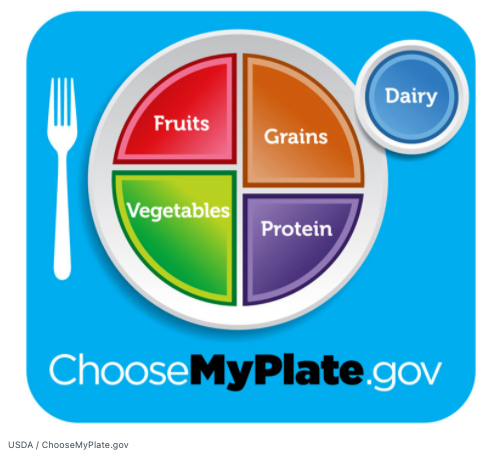 Dairy
Fruits
Grains
Vegetables
Protein
ChooseMyPlate.gov
USDA / ChooseMyPlate.gov